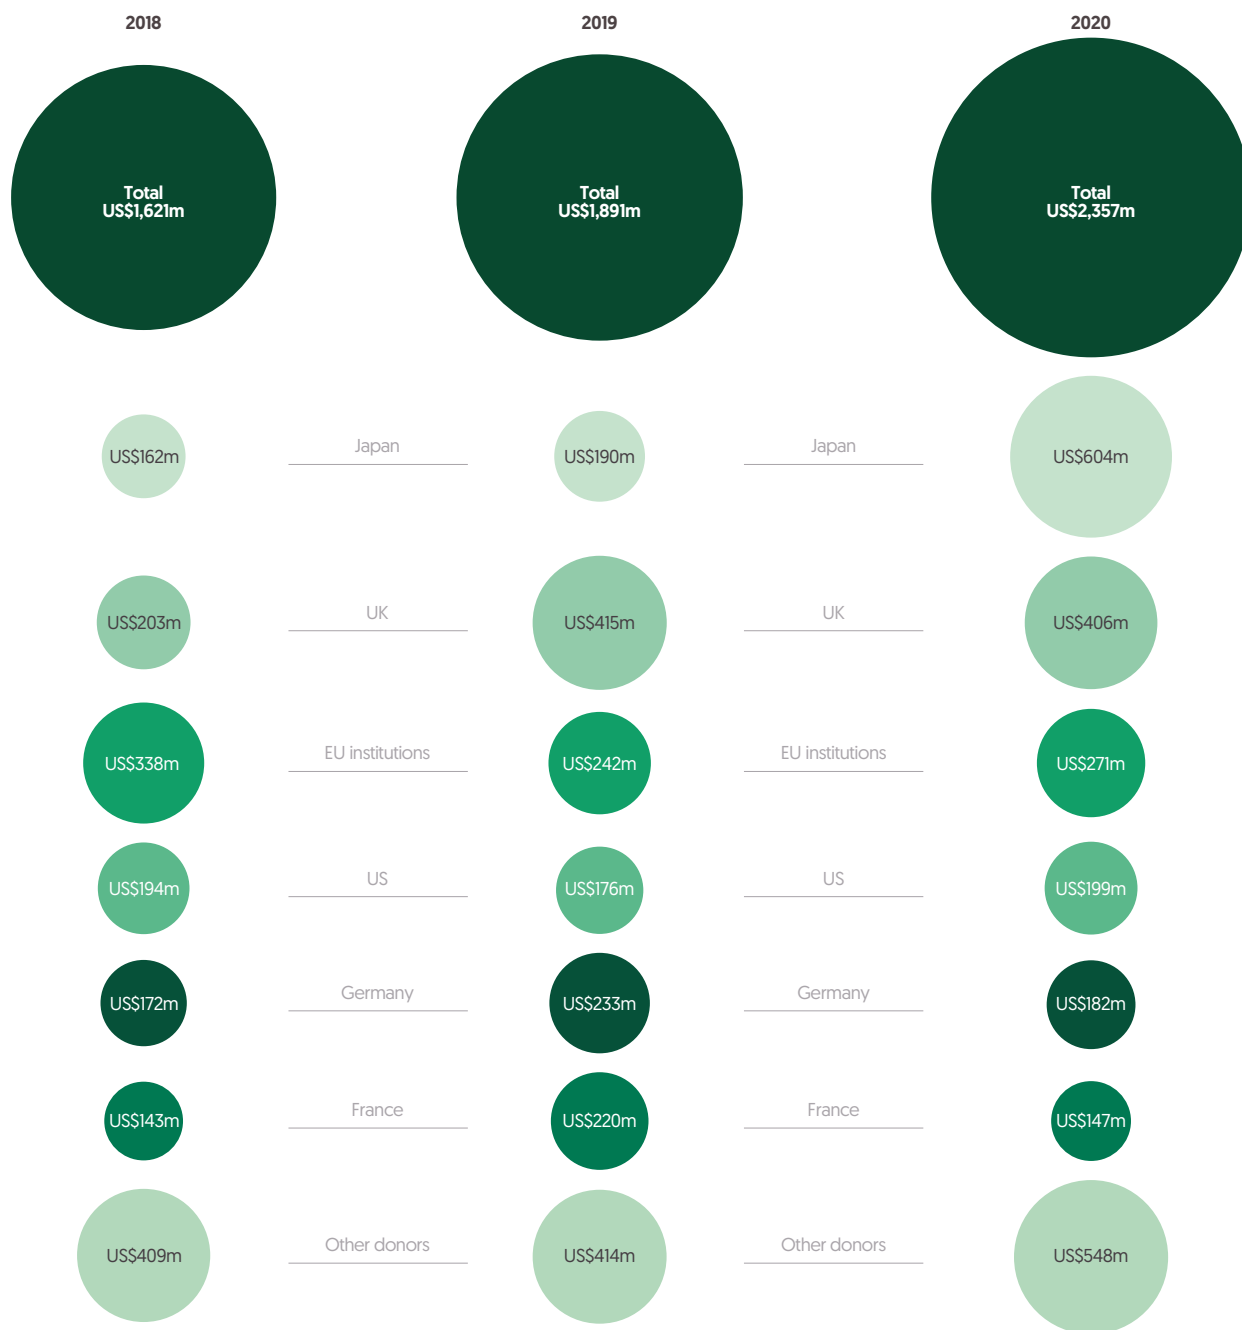 2018
2019
2020
Total
US$1,621m
Total
US$1,891m
Total
US$2,357m
US$162m
Japan
US$190m
Japan
US$604m
US$203m
UK
US$415m
UK
US$406m
US$338m
EU institutions
US$242m
EU institutions
US$271m
US$194m
US
US$176m
US
US$199m
US$172m
Germany
US$233m
Germany
US$182m
US$143m
France
US$220m
France
US$147m
US$409m
Other donors
US$414m
Other donors
US$548m